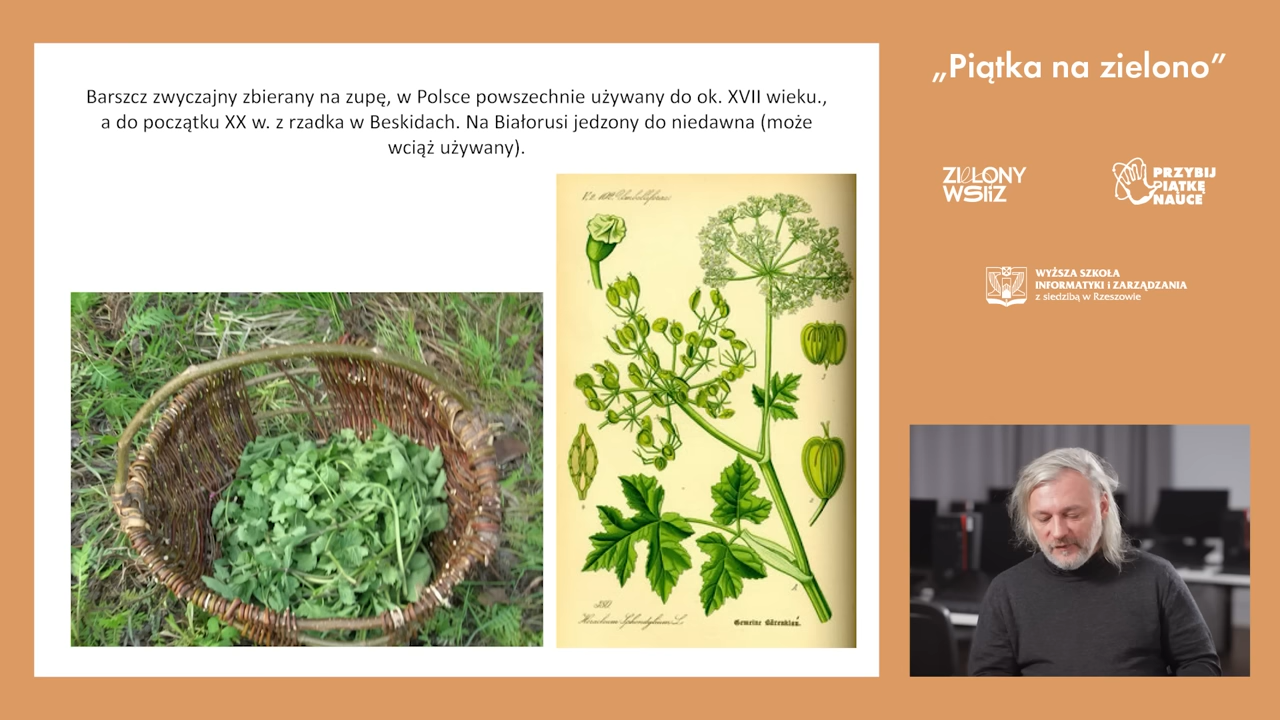 Barszcz zwyczajny zbierany na zupę, w Polsce powszechnie używany do ok. XVII wieku.,
a do początku XX w. z rzadka w Beskidach. Na Białorusi jedzony do niedawna (może
wciąż używany).
„Piątka na zielono”
ZIELONY
WSIiZ
PRZYBIJ
PIĄTKĘ
NAUCE
WYŻSZA SZKOŁA
INFORMATYKI i ZARZĄDZANIA
z siedzibą w Rzeszowie
Heracleum Sphondylium L.
Gemeine Bärenklau.